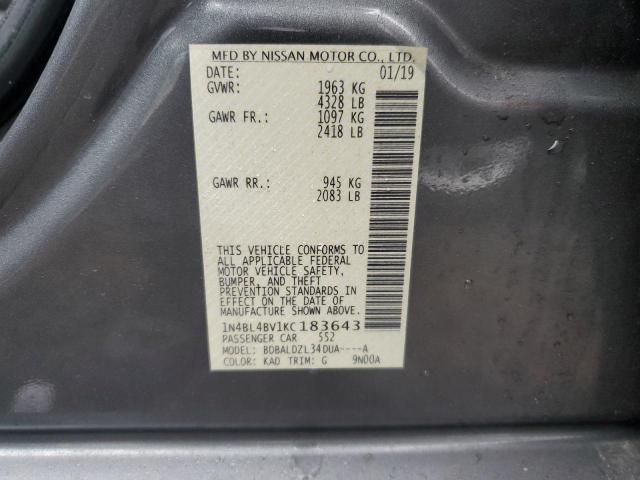 MFD BY NISSAN MOTOR CO., LTD.
DATE: 01/19
GVWR: 1963 KG
4328 LB
GAWR FR.: 1097 KG
2418 LB
GAWR RR.: 945 KG
2083 LB
THIS VEHICLE CONFORMS TO
ALL APPLICABLE FEDERAL
MOTOR VEHICLE SAFETY,
BUMPER, AND THEFT
PREVENTION STANDARDS IN
EFFECT ON THE DATE OF
MANUFACTURE SHOWN ABOVE.
1N4BL4BV1KC183643
PASSENGER CAR 552
MODEL: BDBALDZL34DUA----A
COLOR: KAD TRIM: G 9N00A